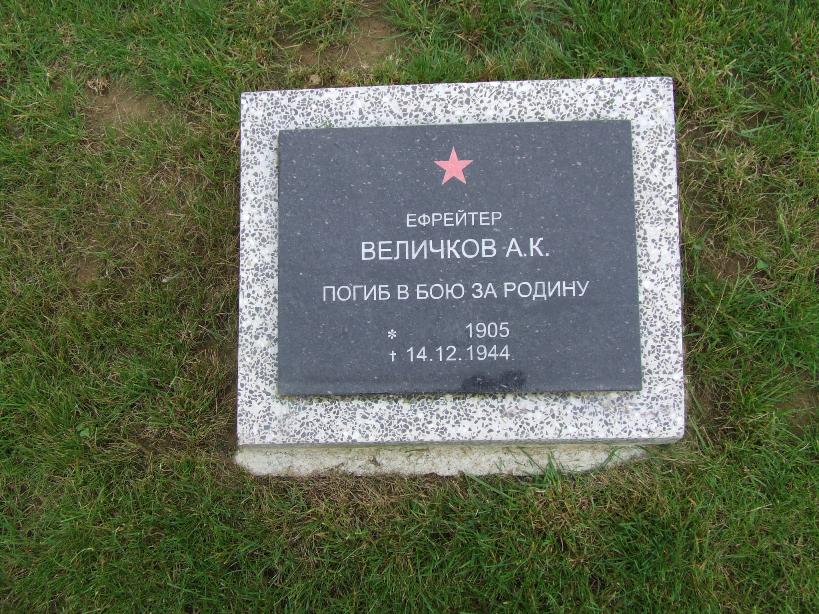 ЕФРЕЙТЕР
ВЕЛИЧКОВ А.К.
ПОГИБ В БОЮ ЗА РОДИНУ
* 1905
† 14.12.1944